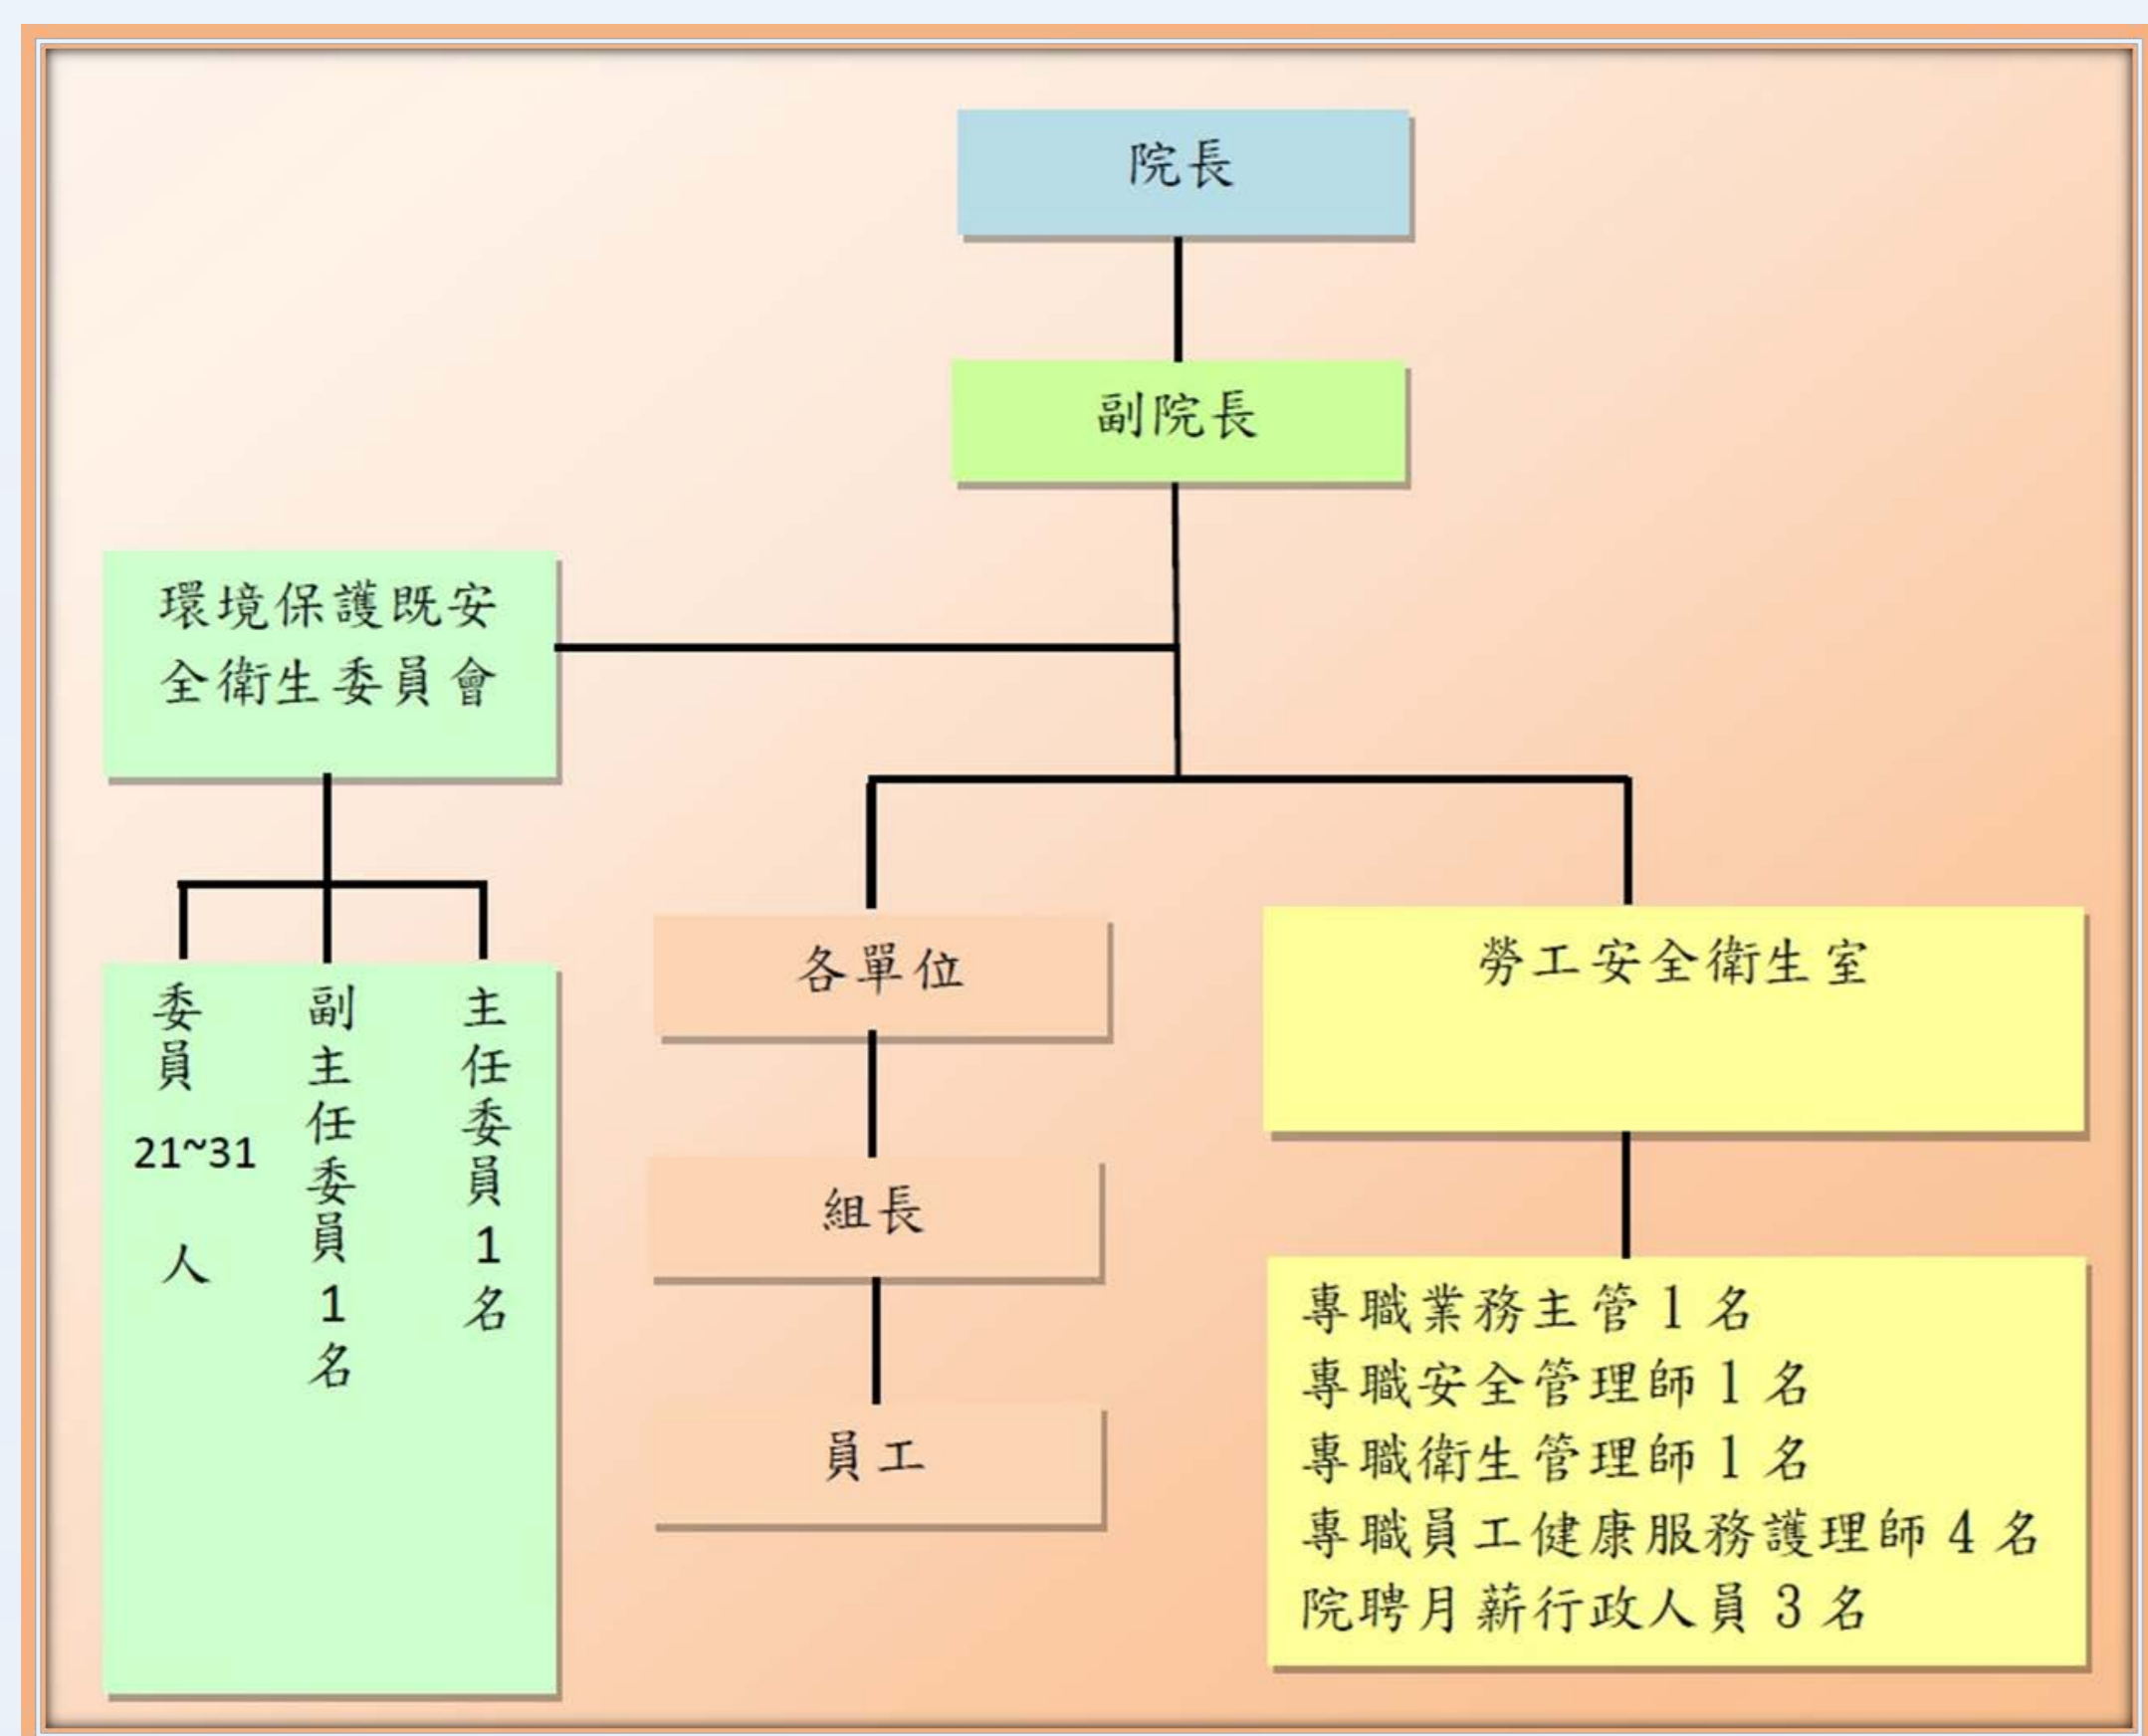 院長
副院長
環境保護既安
全衛生委員會
委員
21~31
人
副主任委員1名
主任委員1名
各單位
組長
員工
勞工安全衛生室
專職業務主管1名
專職安全管理師1名
專職衛生管理師1名
專職員工健康服務護理師4名
院聘月薪行政人員3名